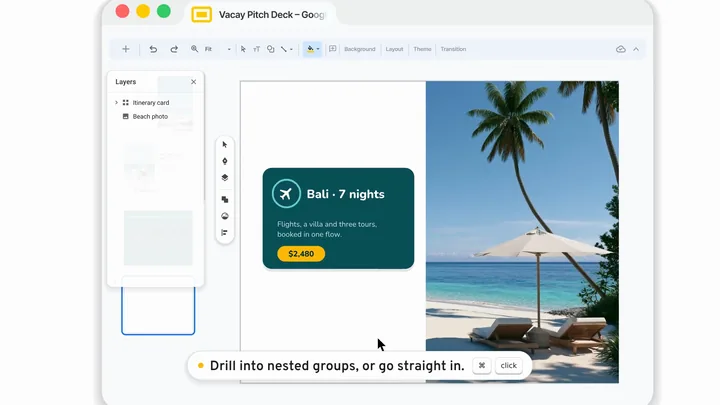 Vacay Pitch Deck – Goog
Fit
Background
Layout
Theme
Transition
Layers
Itinerary card
Beach photo
Bali · 7 nights
Flights, a villa and three tours,
booked in one flow.
$2,480
Drill into nested groups, or go straight in.
⌘ click